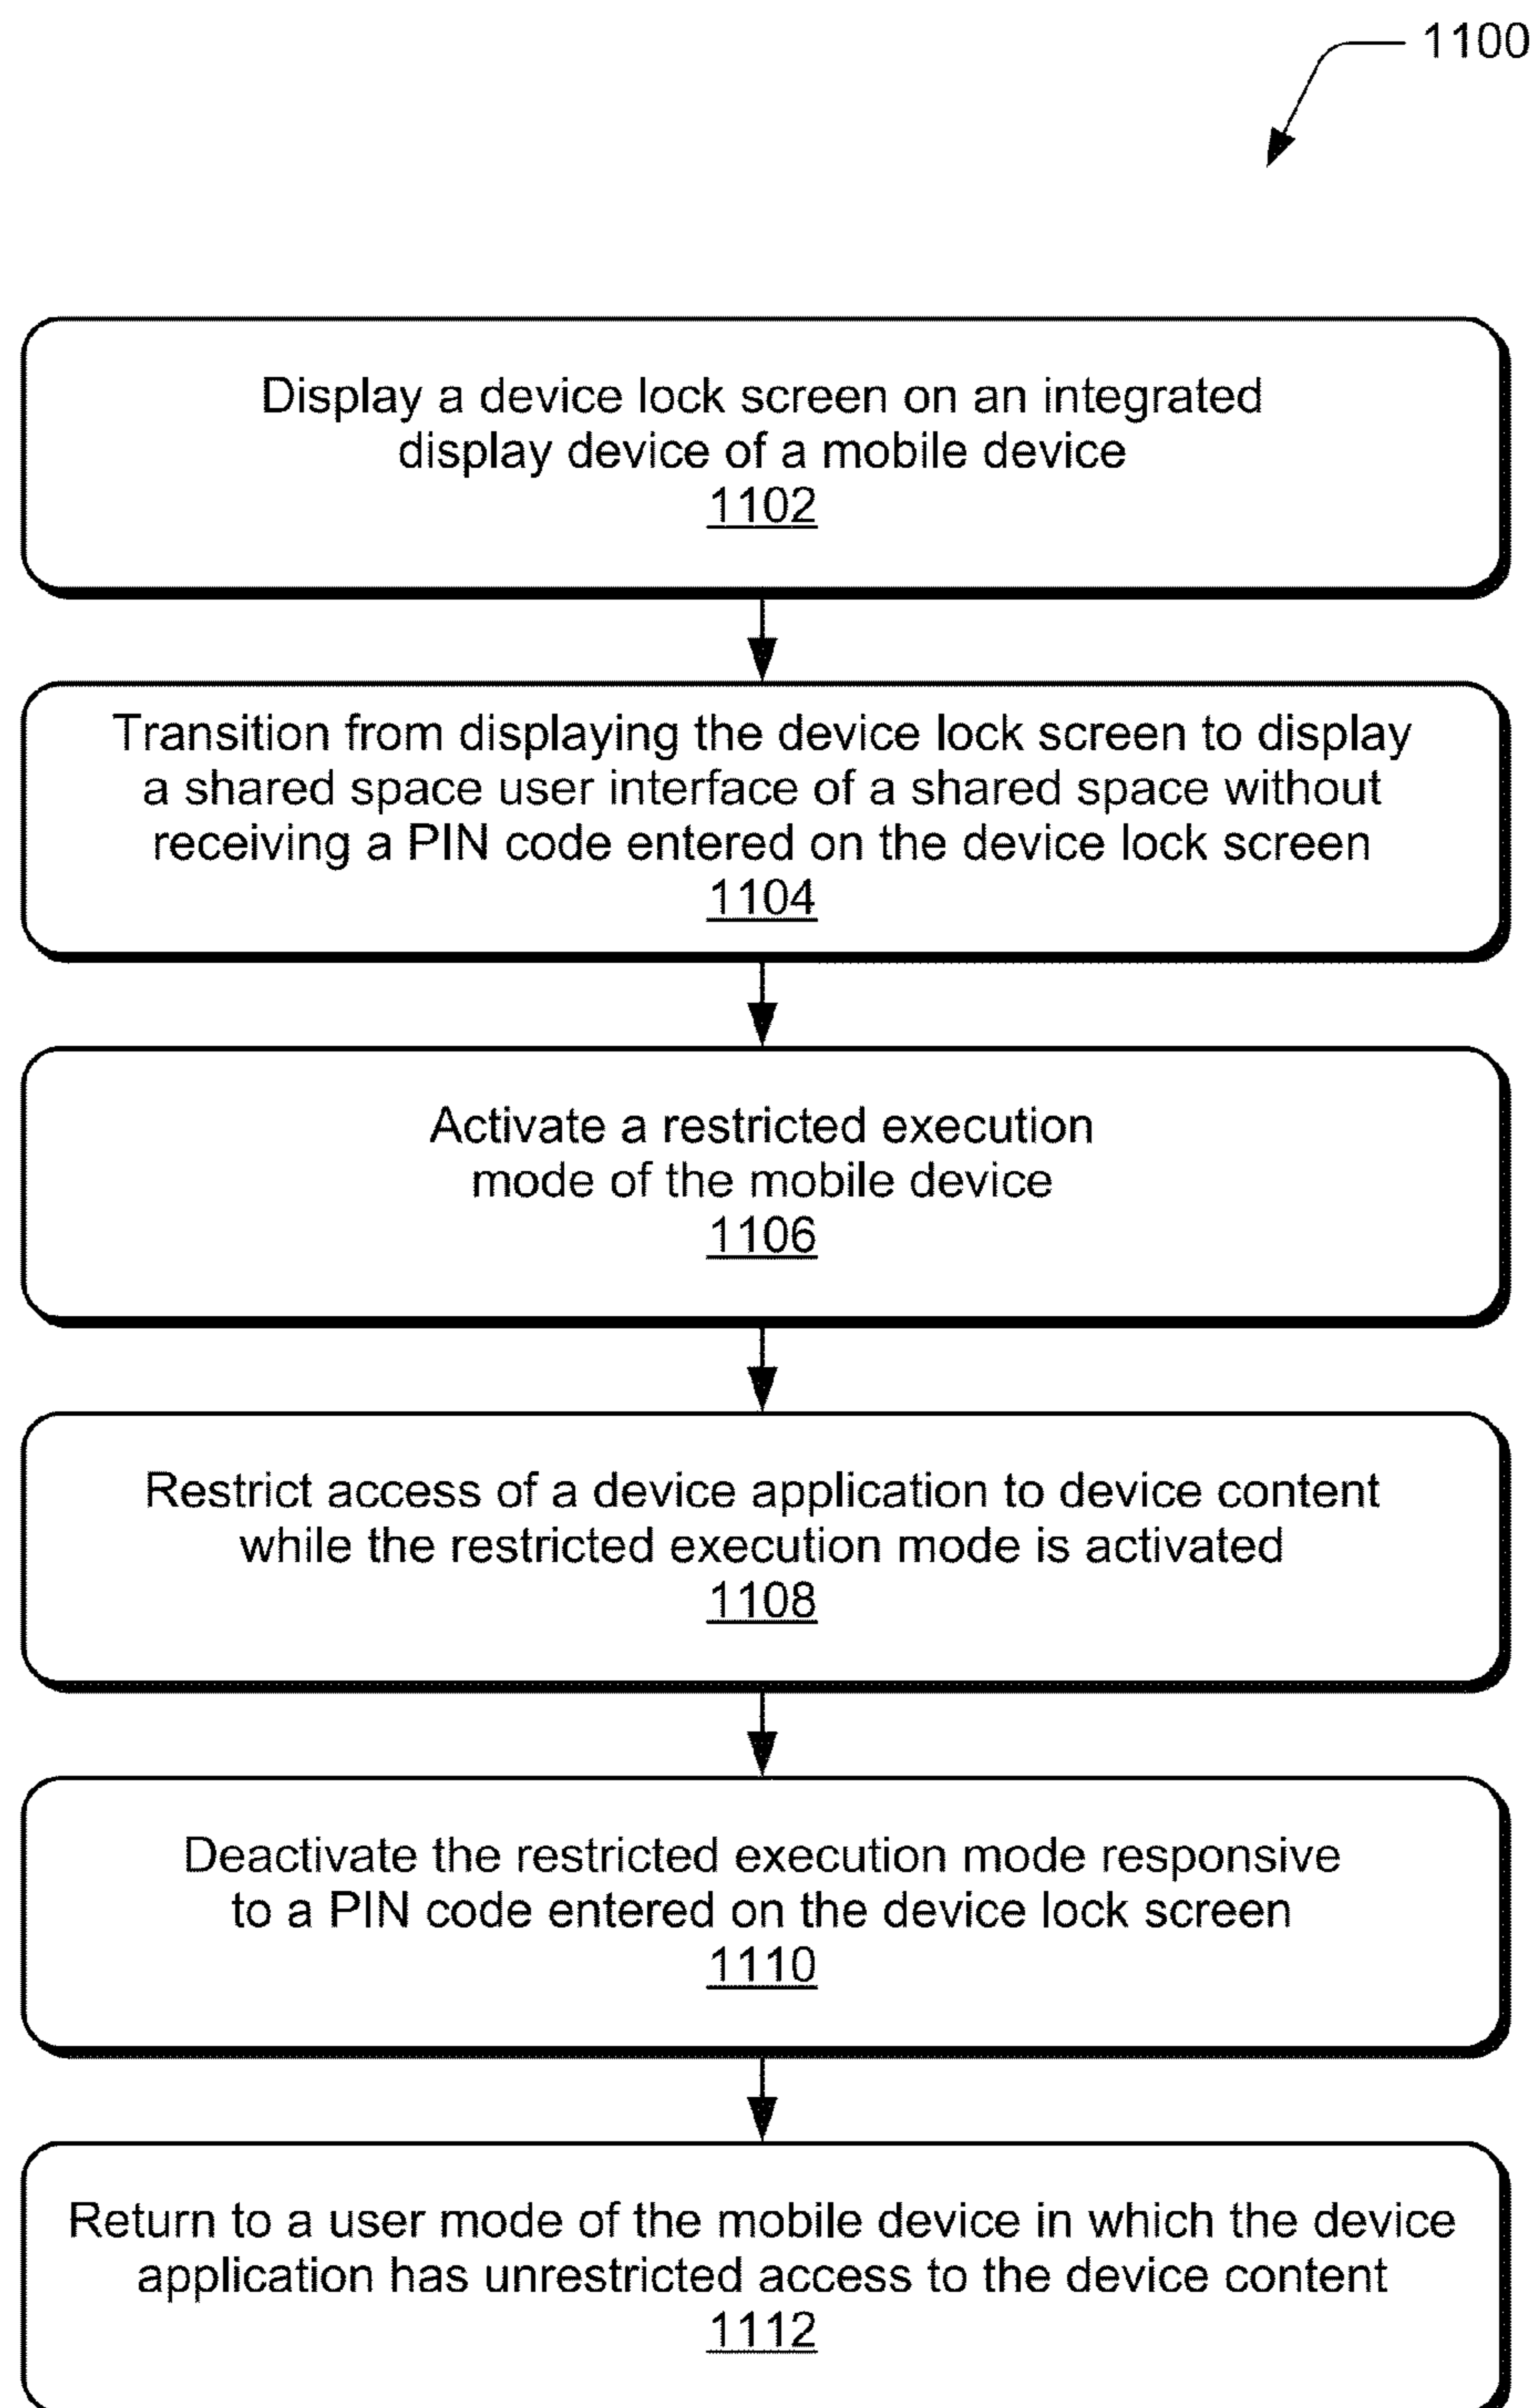 1100
Display a device lock screen on an integrated
display device of a mobile device
1102
Transition from displaying the device lock screen to display
a shared space user interface of a shared space without
receiving a PIN code entered on the device lock screen
1104
Activate a restricted execution
mode of the mobile device
1106
Restrict access of a device application to device content
while the restricted execution mode is activated
1108
Deactivate the restricted execution mode responsive
to a PIN code entered on the device lock screen
1110
Return to a user mode of the mobile device in which the device
application has unrestricted access to the device content
1112